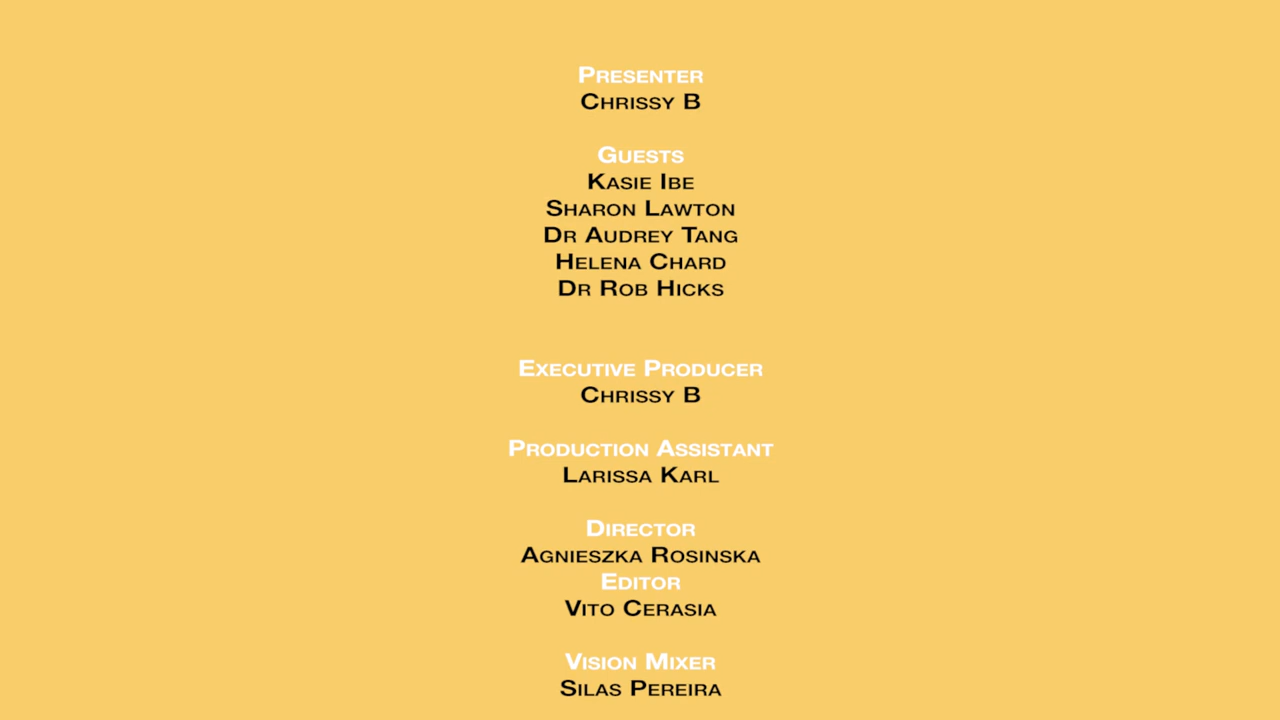 Presenter
Chrissy B
Guests
Kasie Ibe
Sharon Lawton
Dr Audrey Tang
Helena Chard
Dr Rob Hicks
Executive Producer
Chrissy B
Production Assistant
Larissa Karl
Director
Agnieszka Rosinska
Editor
Vito Cerasia
Vision Mixer
Silas Pereira